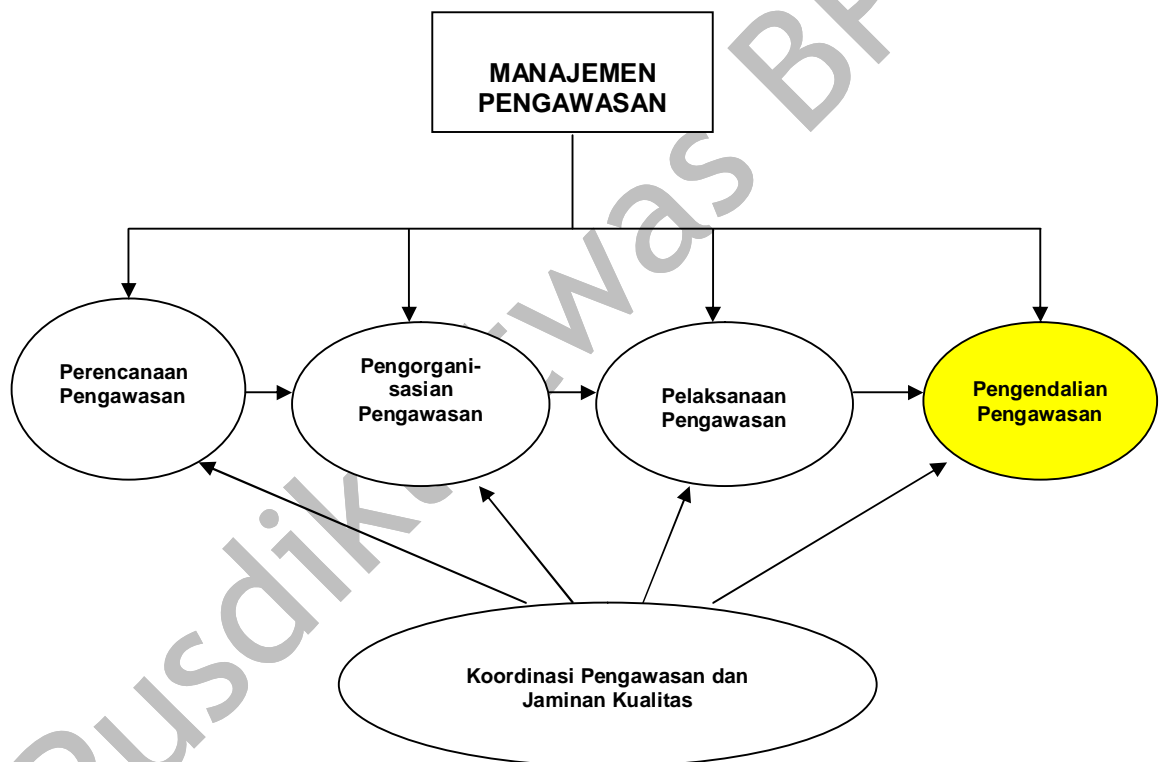 MANAJEMEN
PENGAWASAN
Perencanaan
Pengawasan
Pengorgani-
sasian
Pengawasan
Pelaksanaan
Pengawasan
Pengendalian
Pengawasan
Koordinasi Pengawasan dan
Jaminan Kualitas